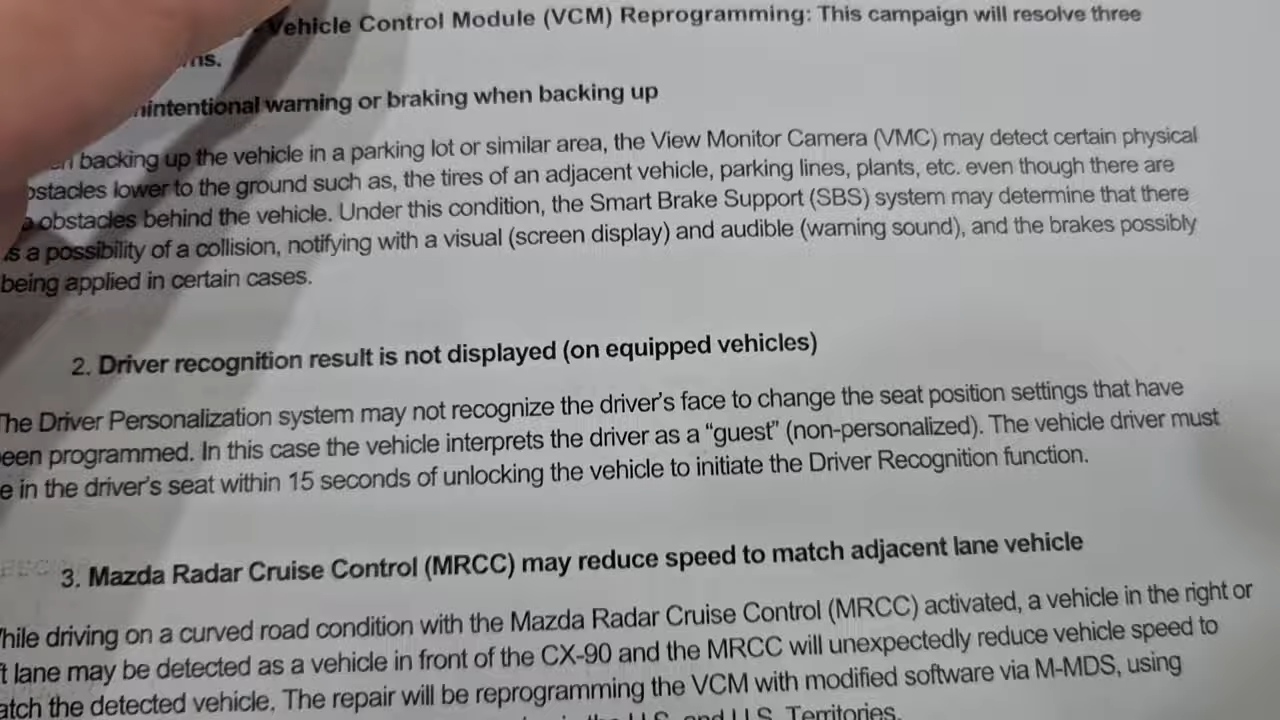 Vehicle Control Module (VCM) Reprogramming: This campaign will resolve three
warning or braking when backing up
backing up the vehicle in a parking lot or similar area, the View Monitor Camera (VMC) may detect certain physical
lower to the ground such as, the tires of an adjacent vehicle, parking lines, plants, etc. even though there are
obstacles behind the vehicle. Under this condition, the Smart Brake Support (SBS) system may determine that there
is a possibility of a collision, notifying with a visual (screen display) and audible (warning sound), and the brakes possibly
being applied in certain cases.
2. Driver recognition result is not displayed (on equipped vehicles)
The Driver Personalization system may not recognize the driver's face to change the seat position settings that have
een programmed. In this case the vehicle interprets the driver as a "guest" (non-personalized). The vehicle driver must
e in the driver's seat within 15 seconds of unlocking the vehicle to initiate the Driver Recognition function.
3. Mazda Radar Cruise Control (MRCC) may reduce speed to match adjacent lane vehicle
hile driving on a curved road condition with the Mazda Radar Cruise Control (MRCC) activated, a vehicle in the right or
t lane may be detected as a vehicle in front of the CX-90 and the MRCC will unexpectedly reduce vehicle speed to
atch the detected vehicle. The repair will be reprogramming the VCM with modified software via M-MDS, using
in the U.S. and U.S. Territories.